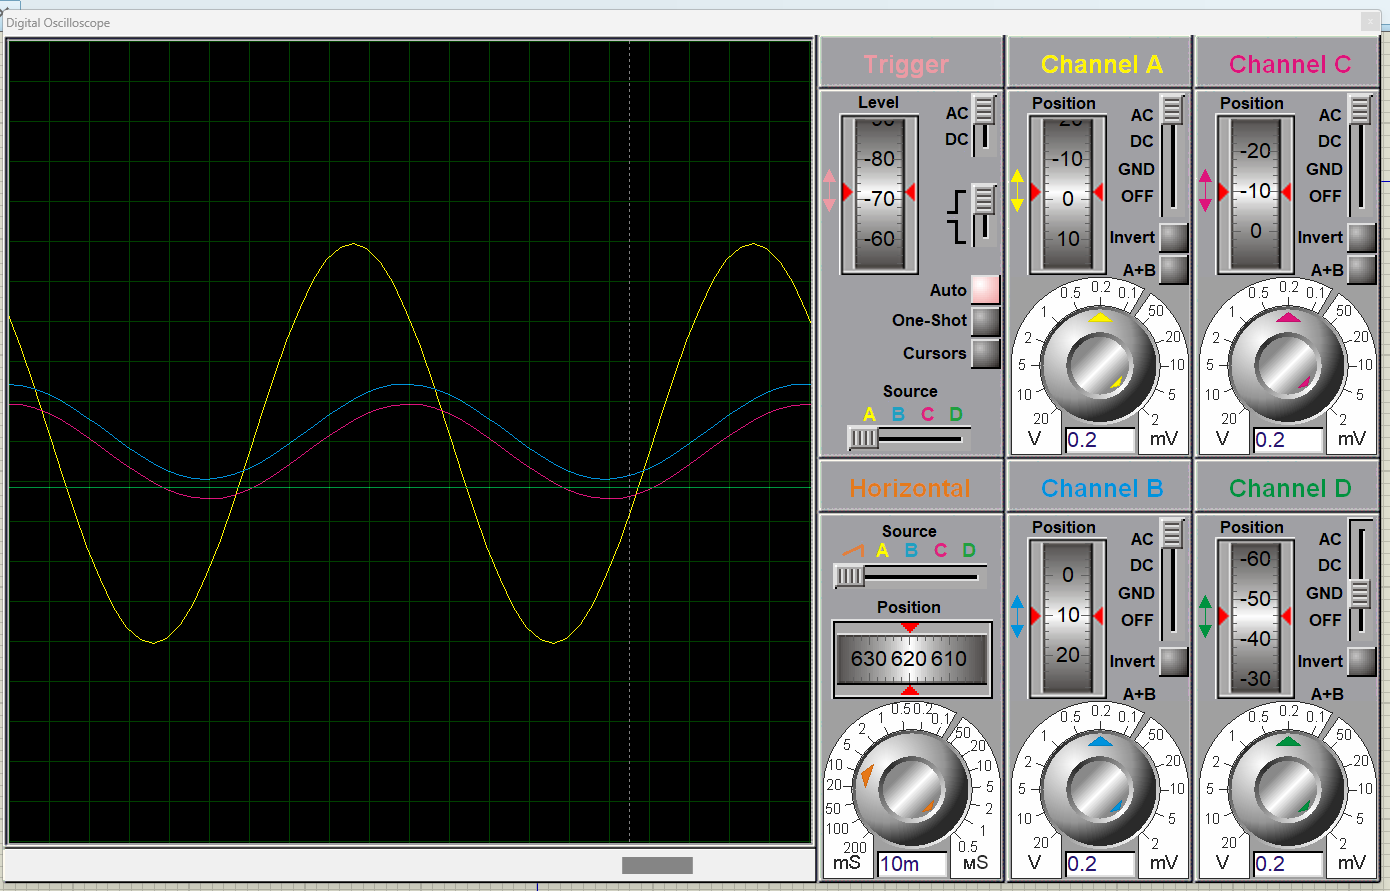 Digital Oscilloscope
x
Trigger
Level
-80
-70
-60
AC
DC
Auto
One-Shot
Cursors
Source
A B C D
Channel A
Position
-10
0
10
AC
DC
GND
OFF
Invert
A+B
20 10 5 2 1 0.5 0.2 0.1 50 20 10 5 2
V
mV
0.2
Channel C
Position
-20
-10
0
AC
DC
GND
OFF
Invert
A+B
20 10 5 2 1 0.5 0.2 0.1 50 20 10 5 2
V
mV
0.2
Horizontal
Source
A B C D
Position
630 620 610
200 100 50 20 10 5 2 1 0.5 0.2 0.1 50 20 10 5 2 1 0.5
mS
мS
10m
Channel B
Position
0
10
20
AC
DC
GND
OFF
Invert
A+B
20 10 5 2 1 0.5 0.2 0.1 50 20 10 5 2
V
mV
0.2
Channel D
Position
-60
-50
-40
-30
AC
DC
GND
OFF
Invert
A+B
20 10 5 2 1 0.5 0.2 0.1 50 20 10 5 2
V
mV
0.2